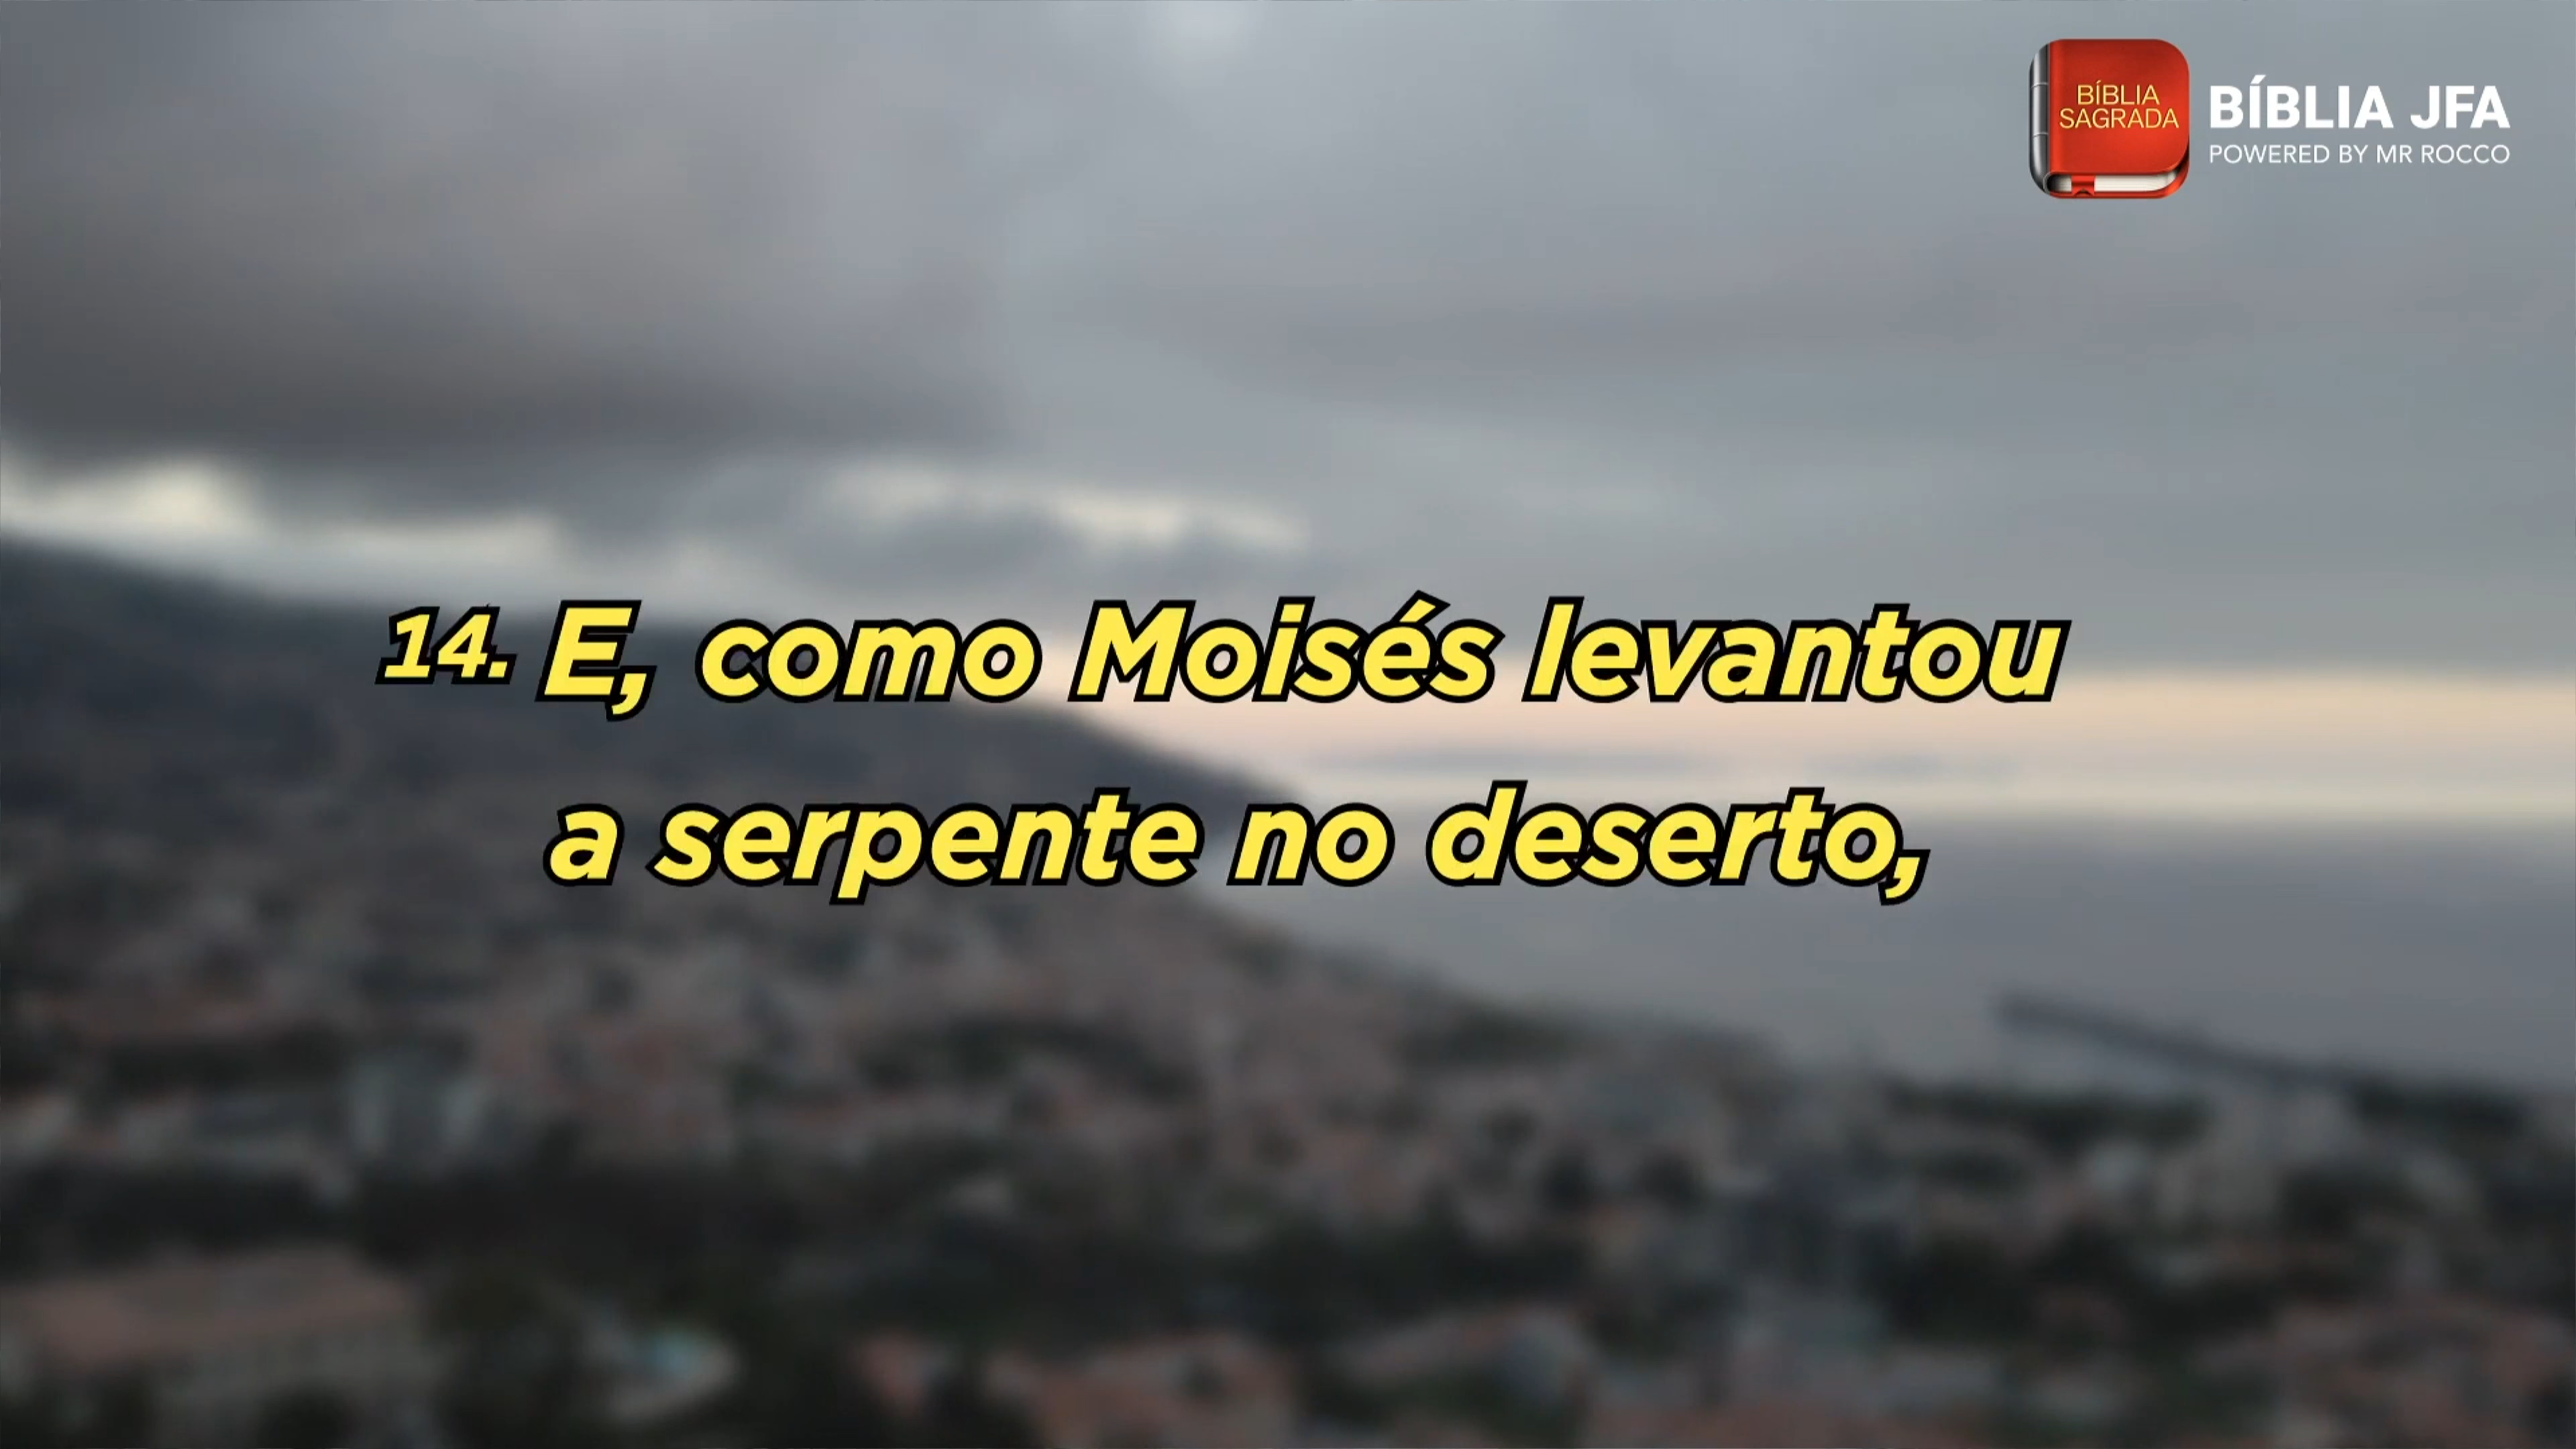 BÍBLIA
SAGRADA
BÍBLIA JFA
POWERED BY MR ROCCO
14. E, como Moisés levantou
a serpente no deserto,